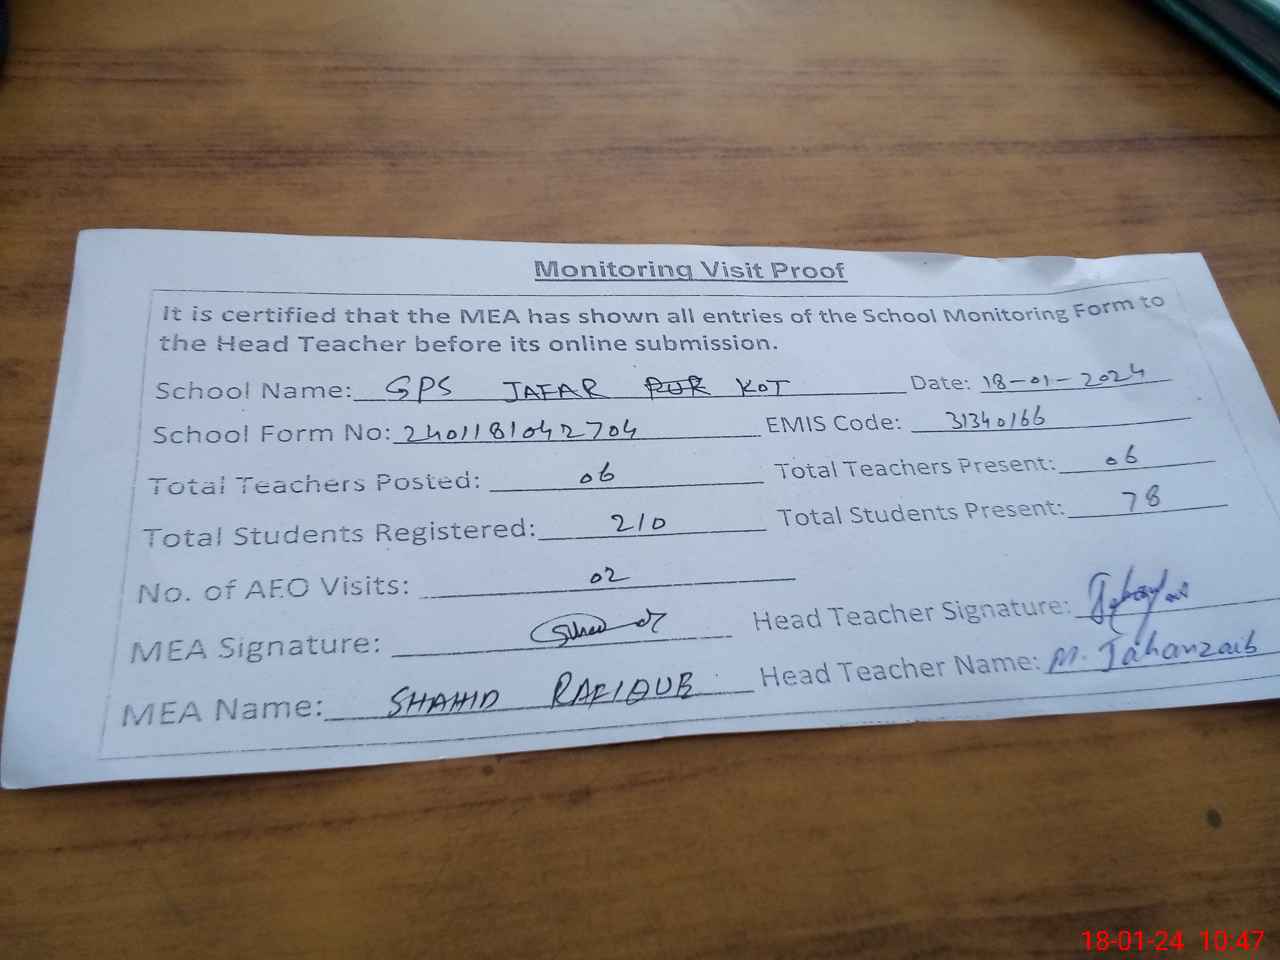 Monitoring Visit Proof
It is certified that the MEA has shown all entries of the School Monitoring Form to
the Head Teacher before its online submission.
School Name: GPS JAFAR PUR KOT Date: 18-01-2024
School Form No: 2401181042704 EMIS Code: 31340166
Total Teachers Posted: 06 Total Teachers Present: 06
Total Students Registered: 210 Total Students Present: 78
No. of AEO Visits: 02
MEA Signature: Head Teacher Signature:
MEA Name: SHAHID RAFIQUE Head Teacher Name: M. Jahanzaib
18-01-24 10:47